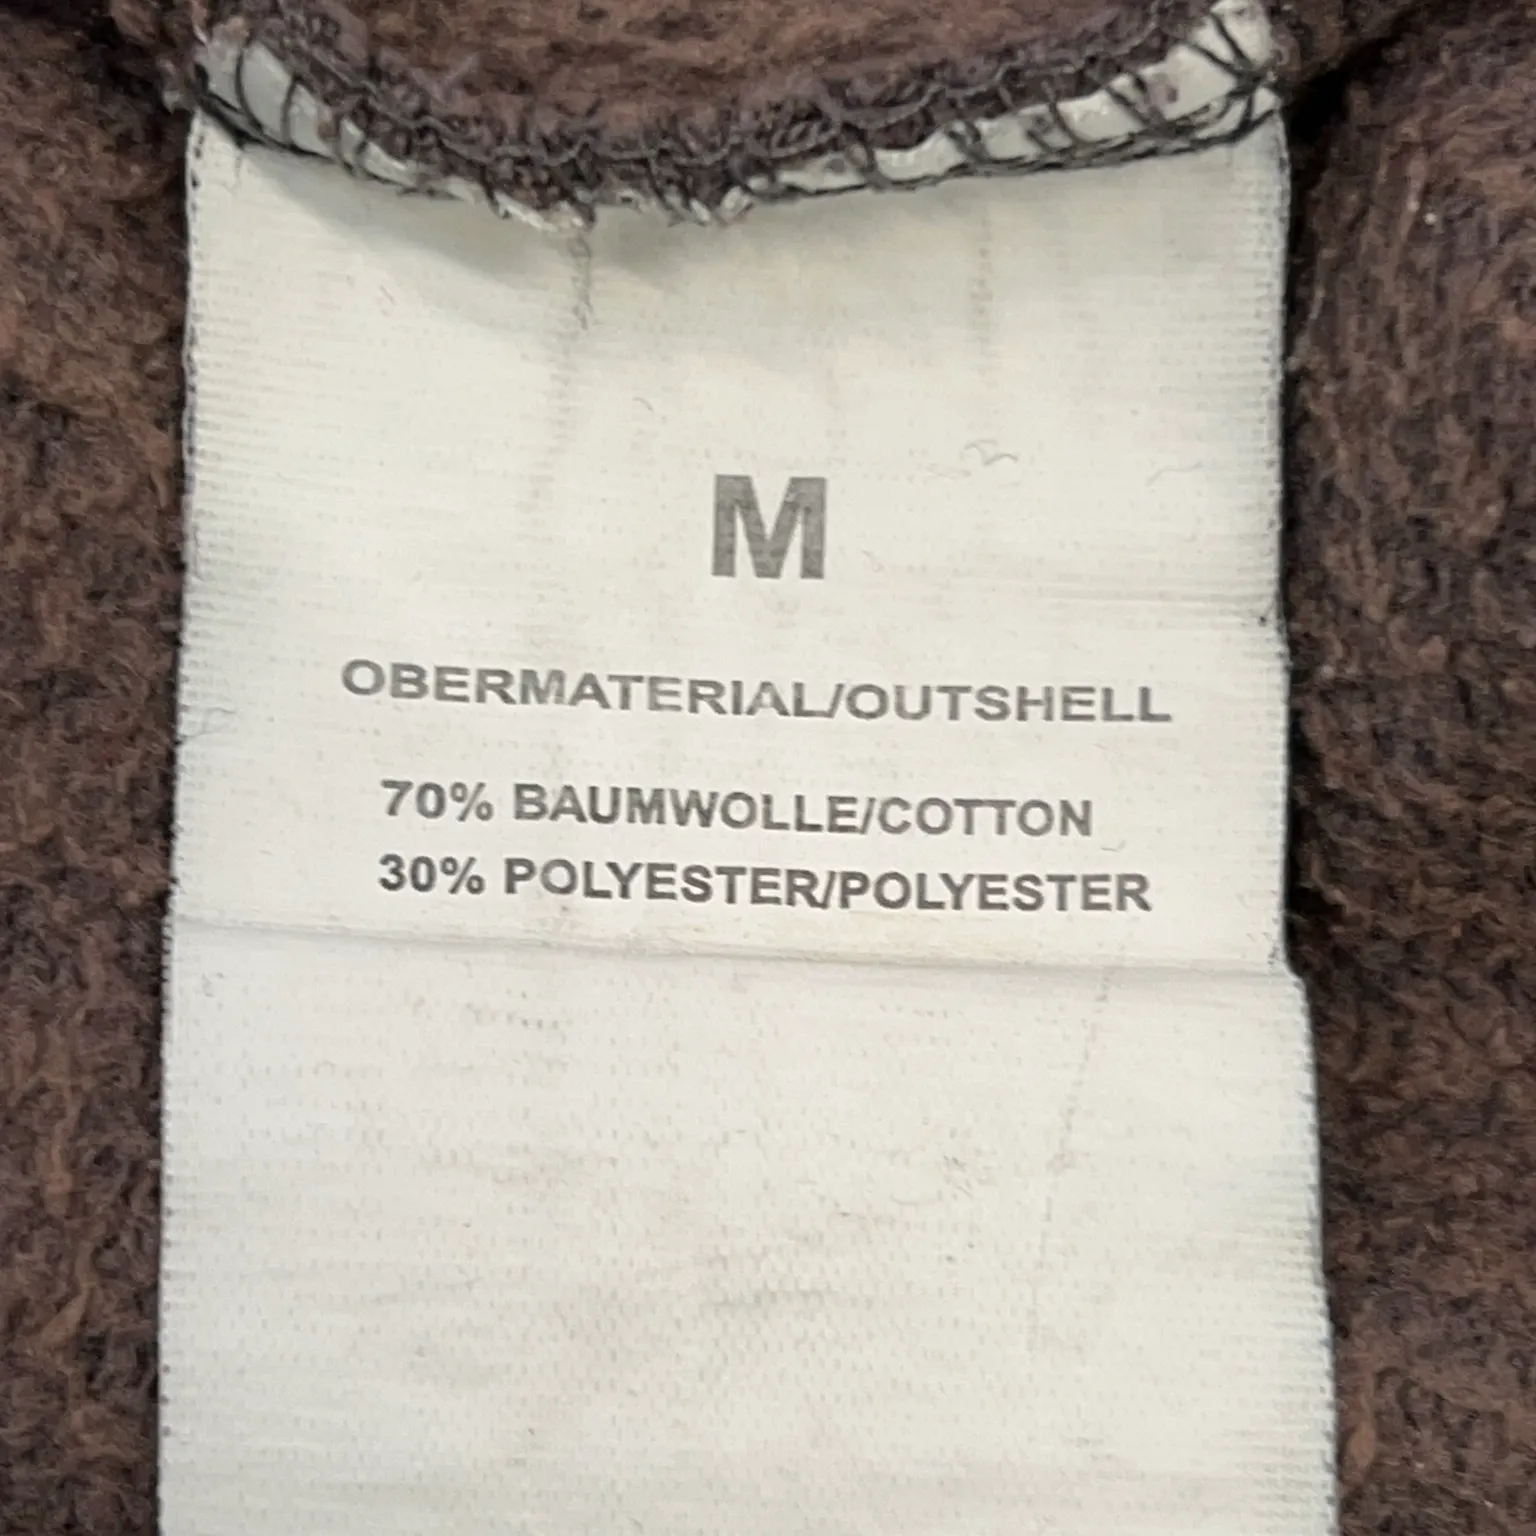 M
OBERMATERIAL/OUTSHELL
70% BAUMWOLLE/COTTON
30% POLYESTER/POLYESTER